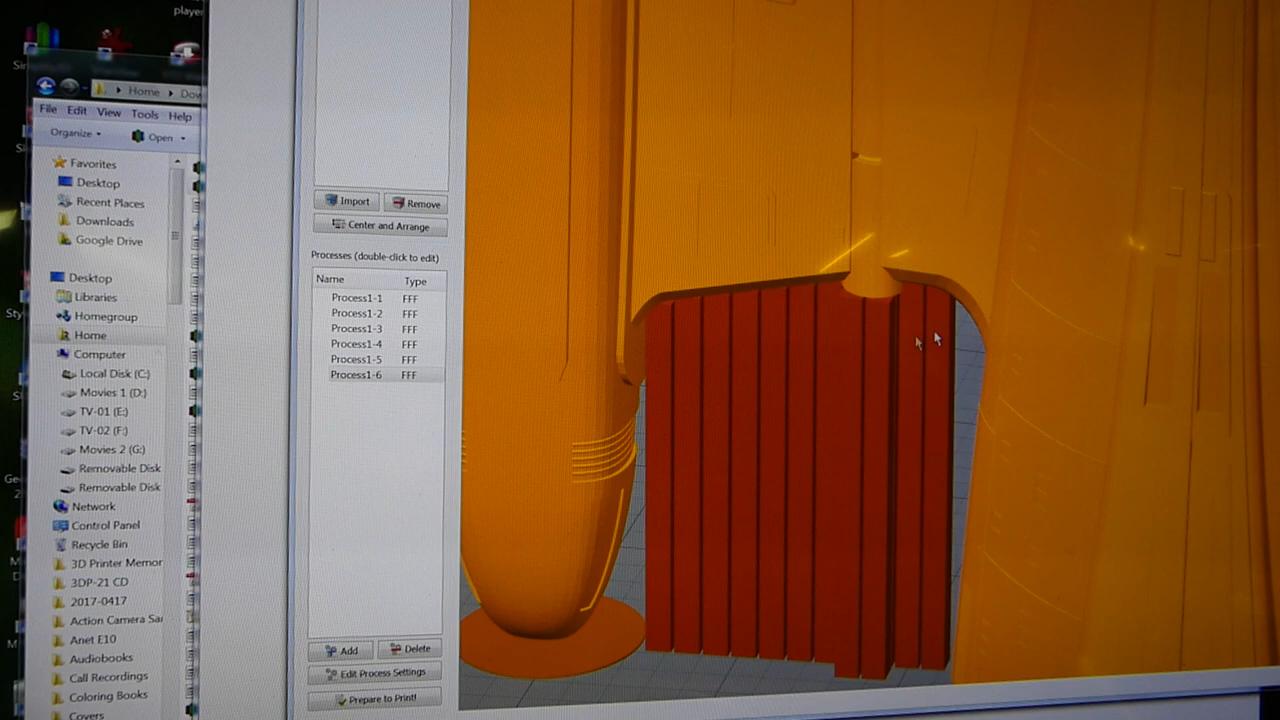 player
Home
File Edit View Tools Help
Organize
Open
Favorites
Desktop
Recent Places
Downloads
Google Drive
Desktop
Libraries
Homegroup
Home
Computer
Local Disk (C:)
Movies 1 (D:)
TV-01 (E:)
TV-02 (F:)
Movies 2 (G:)
Removable Disk
Removable Disk
Network
Control Panel
Recycle Bin
3D Printer Memor
3DP-21 CD
2017-0417
Action Camera Sa
Anet E10
Audiobooks
Call Recordings
Coloring Books
Covers
Import Remove
Center and Arrange
Processes (double-click to edit)
Name Type
Process1-1 FFF
Process1-2 FFF
Process1-3 FFF
Process1-4 FFF
Process1-5 FFF
Process1-6 FFF
Add Delete
Edit Process Settings
Prepare to Print!